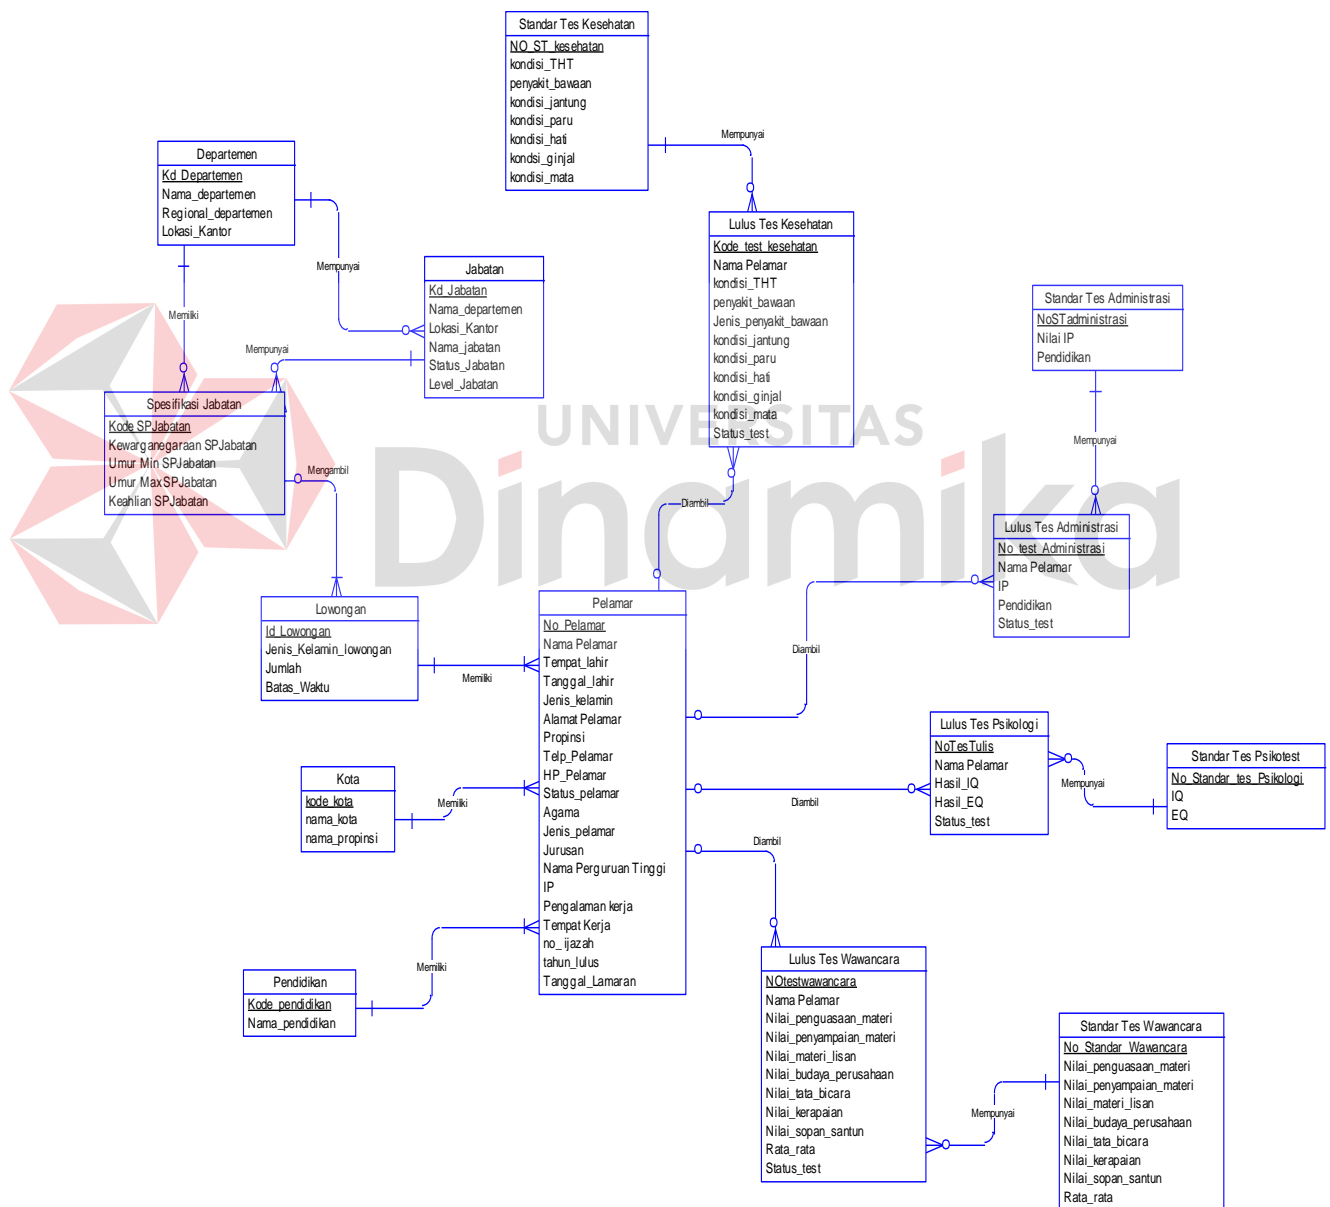 Standar Tes Kesehatan
NO_ST_kesehatan
kondisi_THT
penyakit_bawaan
kondisi_jantung
kondisi_paru
kondisi_hati
kondsi_ginjal
kondisi_mata
Mempunyai
Departemen
Kd_Departemen
Nama_departemen
Regional_departemen
Lokasi_Kantor
Mempunyai
Memiliki
Jabatan
Kd_Jabatan
Nama_departemen
Lokasi_Kantor
Nama_jabatan
Status_Jabatan
Level_Jabatan
Mempunyai
Lulus Tes Kesehatan
Kode_test_kesehatan
Nama Pelamar
kondisi_THT
penyakit_bawaan
Jenis_penyakit_bawaan
kondisi_jantung
kondisi_paru
kondisi_hati
kondisi_ginjal
kondisi_mata
Status_test
Standar Tes Administrasi
NoSTadministrasi
Nilai IP
Pendidikan
Mempunyai
Spesifikasi Jabatan
Kode SPJabatan
Kewarganegaraan SPJabatan
Umur Min SPJabatan
Umur MaxSPJabatan
Keahlian SPJabatan
Mengambil
UNIVERSITAS
Dinamika
Diambil
Lulus Tes Administrasi
No_test_Administrasi
Nama Pelamar
IP
Pendidikan
Status_test
Diambil
Lowongan
Id_Lowongan
Jenis_Kelamin_lowongan
Jumlah
Batas_Waktu
Memiliki
Pelamar
No_Pelamar
Nama Pelamar
Tempat_lahir
Tanggal_lahir
Jenis_kelamin
Alamat Pelamar
Propinsi
Telp_Pelamar
HP_Pelamar
Status_pelamar
Agama
Jenis_pelamar
Jurusan
Nama Perguruan Tinggi
IP
Pengalaman kerja
Tempat Kerja
no_ ijazah
tahun_lulus
Tanggal_Lamaran
Kota
kode_kota
nama_kota
nama_propinsi
Memiliki
Pendidikan
Kode_pendidikan
Nama_pendidikan
Memiliki
Lulus Tes Psikologi
NoTesTulis
Nama Pelamar
Hasil_IQ
Hasil_EQ
Status_test
Diambil
Mempunyai
Standar Tes Psikotest
No_Standar_tes_Psikologi
IQ
EQ
Diambil
Lulus Tes Wawancara
NOtestwawancara
Nama Pelamar
Nilai_penguasaan_materi
Nilai_penyampaian_materi
Nilai_materi_lisan
Nilai_budaya_perusahaan
Nilai_tata_bicara
Nilai_kerapaian
Nilai_sopan_santun
Rata_rata
Status_test
Mempunyai
Standar Tes Wawancara
No_Standar_Wawancara
Nilai_penguasaan_materi
Nilai_penyampaian_materi
Nilai_materi_lisan
Nilai_budaya_perusahaan
Nilai_tata_bicara
Nilai_kerapaian
Nilai_sopan_santun
Rata_rata